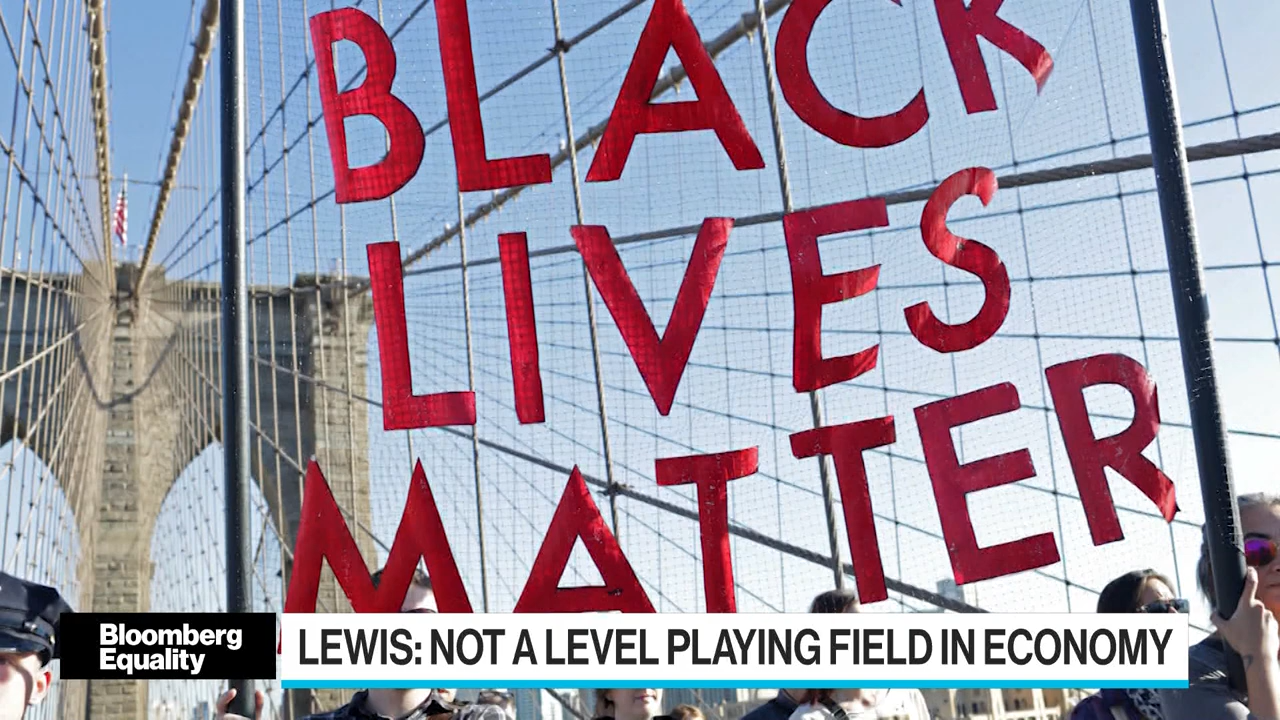 BLACK
LIVES
MATTER
Bloomberg
Equality
LEWIS: NOT A LEVEL PLAYING FIELD IN ECONOMY